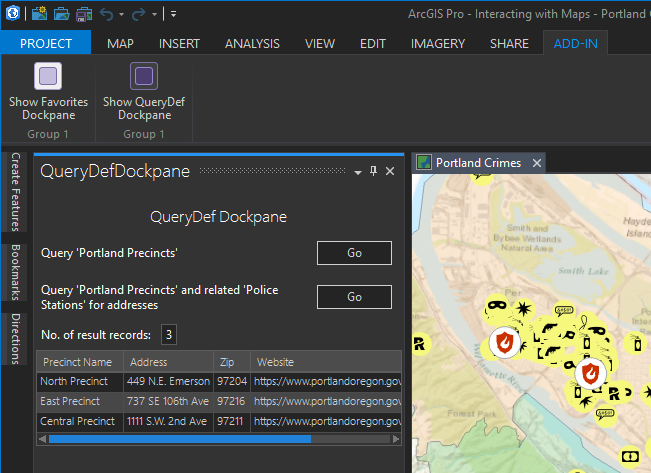 ArcGIS Pro - Interacting with Maps - Portland
PROJECT MAP INSERT ANALYSIS VIEW EDIT IMAGERY SHARE ADD-IN
Show Favorites Show QueryDef
Dockpane Dockpane
Group 1 Group 1
Create Features
Bookmarks
Directions
QueryDefDockpane
QueryDef Dockpane
Query 'Portland Precincts' Go
Query 'Portland Precincts' and related 'Police
Stations' for addresses Go
No. of result records: 3
Precinct Name Address Zip Website
North Precinct 449 N.E. Emerson 97204 https://www.portlandoregon.gov
East Precinct 737 SE 106th Ave 97216 https://www.portlandoregon.gov
Central Precinct 1111 S.W. 2nd Ave 97211 https://www.portlandoregon.gov
Portland Crimes
Smith and
Bybee Wetlands
Natural Area
Smith Lake
Willamette River
Forest Park
R